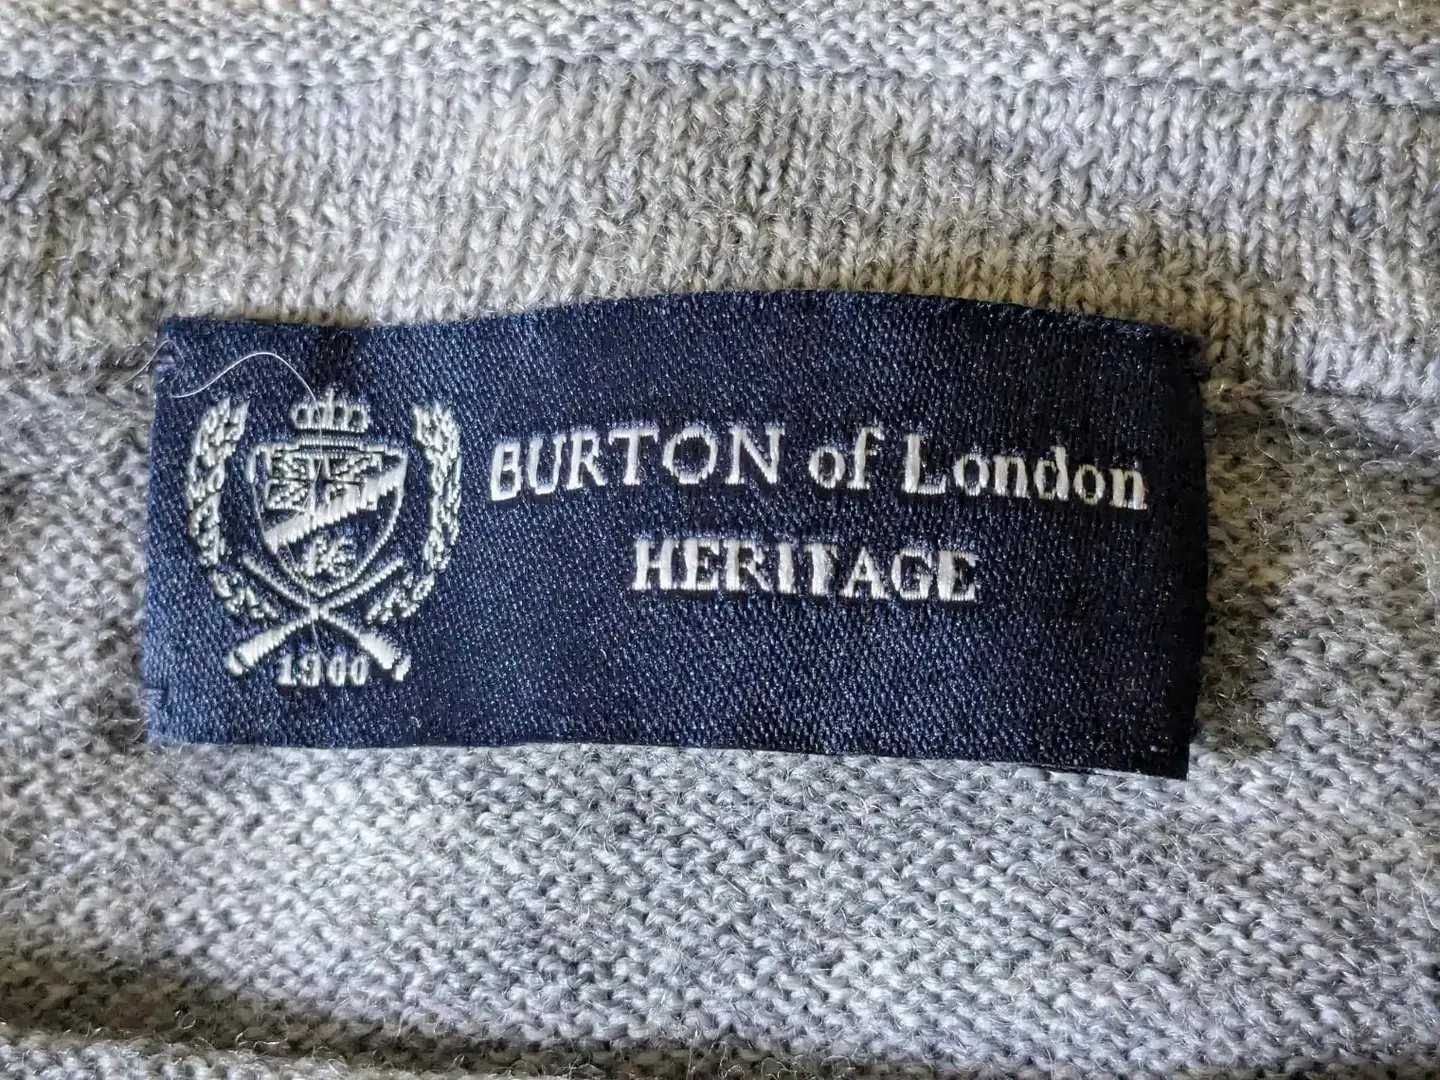 BURTON of London
HERITAGE
1900